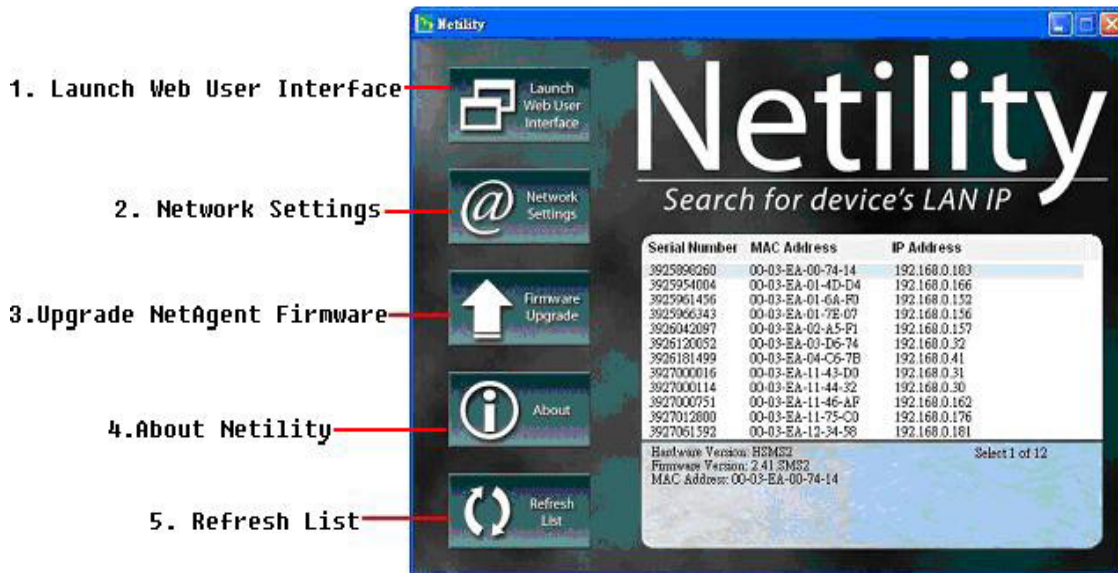 Netility
1. Launch Web User Interface
2. Network Settings
3.Upgrade NetAgent Firmware
4.About Netility
5. Refresh List
Launch
Web User
Interface
@ Network
Settings
Firmware
Upgrade
About
Refresh
List
Netility
Search for device's LAN IP
Serial Number MAC Address IP Address
3925898260 00-03-EA-00-74-14 192.168.0.183
3925954004 00-03-EA-01-4D-D4 192.168.0.166
3925961456 00-03-EA-01-6A-F0 192.168.0.152
3925966343 00-03-EA-01-7E-07 192.168.0.156
3926042097 00-03-EA-02-A5-F1 192.168.0.157
3926120052 00-03-EA-03-D6-74 192.168.0.32
3926181499 00-03-EA-04-C6-7B 192.168.0.41
3927000016 00-03-EA-11-43-D0 192.168.0.31
3927000114 00-03-EA-11-44-32 192.168.0.30
3927000751 00-03-EA-11-46-AF 192.168.0.162
3927012800 00-03-EA-11-75-C0 192.168.0.176
3927061592 00-03-EA-12-34-58 192.168.0.181
Hardware Version: HSMS2 Select 1 of 12
Firmware Version: 2.41.SMS2
MAC Address: 00-03-EA-00-74-14